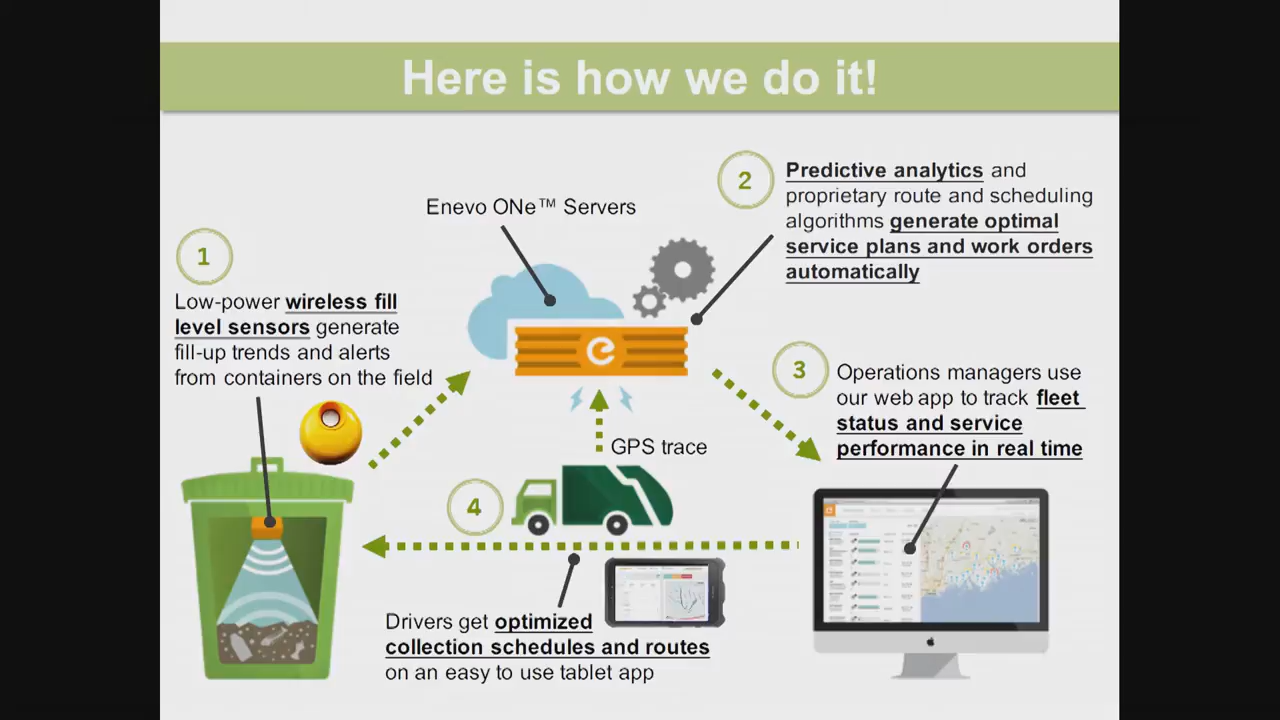 Here is how we do it!
Enevo ONe™ Servers
1
Low-power wireless fill
level sensors generate
fill-up trends and alerts
from containers on the field
2
Predictive analytics and
proprietary route and scheduling
algorithms generate optimal
service plans and work orders
automatically
3
Operations managers use
our web app to track fleet
status and service
performance in real time
GPS trace
4
Drivers get optimized
collection schedules and routes
on an easy to use tablet app